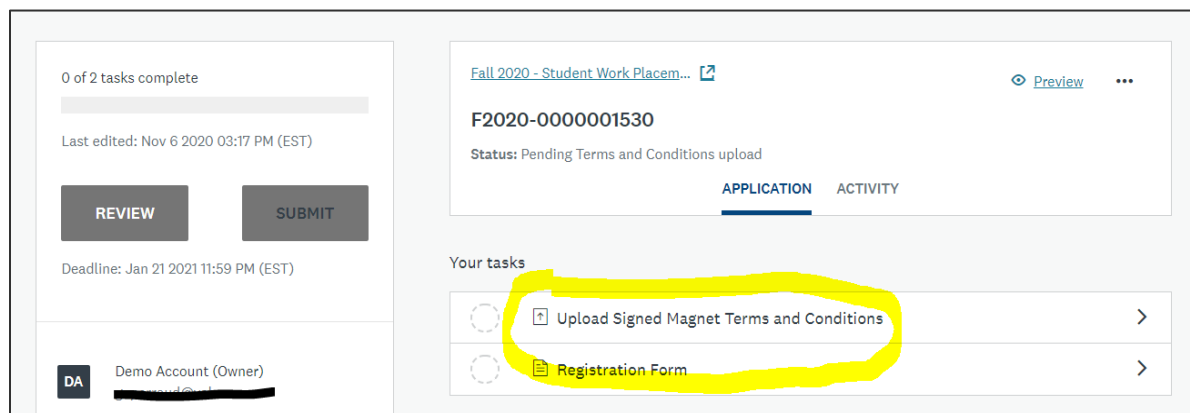 0 of 2 tasks complete
Last edited: Nov 6 2020 03:17 PM (EST)
REVIEW
SUBMIT
Deadline: Jan 21 2021 11:59 PM (EST)
DA
Demo Account (Owner)
Fall 2020 - Student Work Placem...
Preview
F2020-0000001530
Status: Pending Terms and Conditions upload
APPLICATION
ACTIVITY
Your tasks
Upload Signed Magnet Terms and Conditions
Registration Form